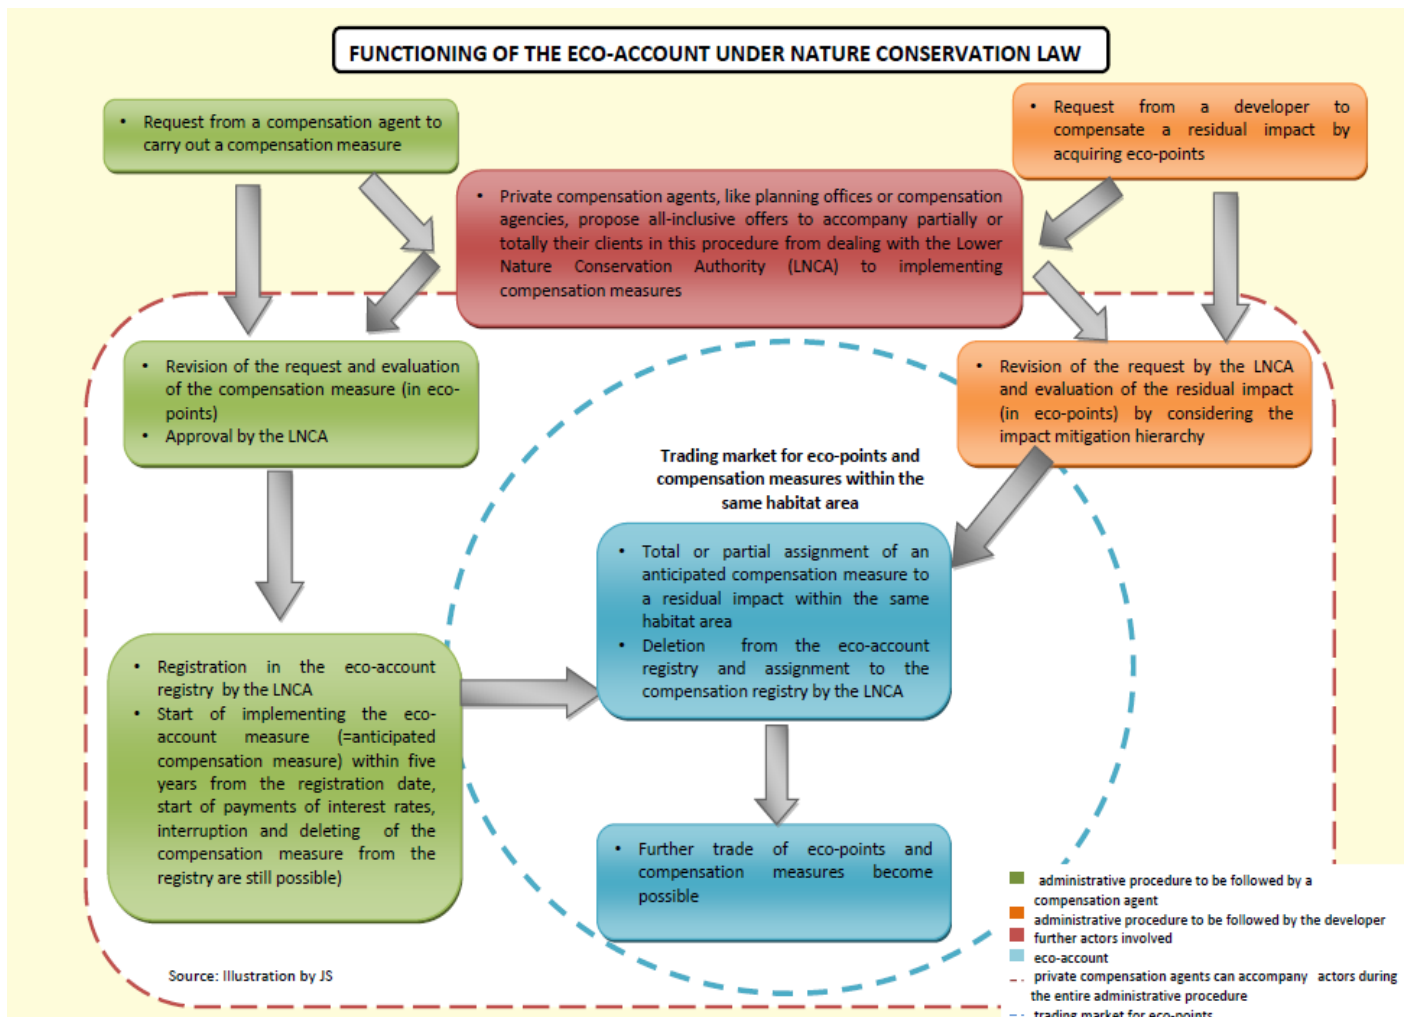 FUNCTIONING OF THE ECO-ACCOUNT UNDER NATURE CONSERVATION LAW
• Request from a compensation agent to
carry out a compensation measure
• Request from a developer to
compensate a residual impact by
acquiring eco-points
• Private compensation agents, like planning offices or compensation
agencies, propose all-inclusive offers to accompany partially or
totally their clients in this procedure from dealing with the Lower
Nature Conservation Authority (LNCA) to implementing
compensation measures
• Revision of the request and evaluation
of the compensation measure (in eco-
points)
• Approval by the LNCA
• Revision of the request by the LNCA
and evaluation of the residual impact
(in eco-points) by considering the
impact mitigation hierarchy
Trading market for eco-points and
compensation measures within the
same habitat area
• Total or partial assignment of an
anticipated compensation measure to
a residual impact within the same
habitat area
• Deletion from the eco-account
registry and assignment to the
compensation registry by the LNCA
• Registration in the eco-account
registry by the LNCA
• Start of implementing the eco-
account measure (=anticipated
compensation measure) within five
years from the registration date,
start of payments of interest rates,
interruption and deleting of the
compensation measure from the
registry are still possible)
• Further trade of eco-points and
compensation measures become
possible
administrative procedure to be followed by a
compensation agent
administrative procedure to be followed by the developer
further actors involved
eco-account
private compensation agents can accompany actors during
the entire administrative procedure
trading market for eco-points
Source: Illustration by JS